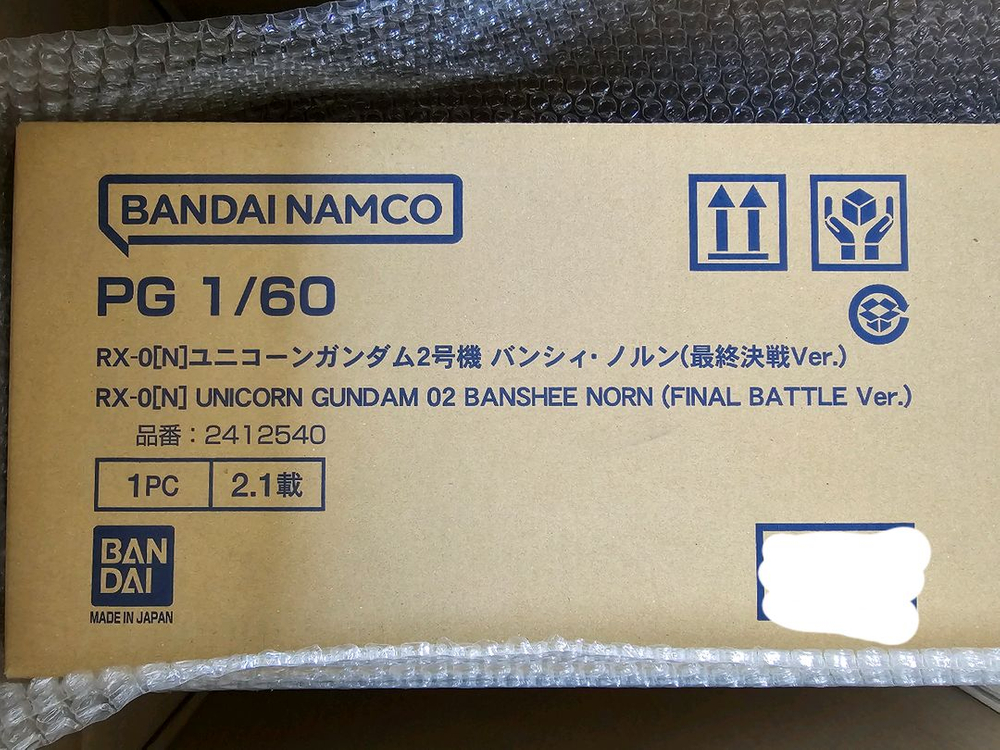 BANDAI NAMCO
PG 1/60
RX-0[N]ユニコーンガンダム2号機 バンシィ・ノルン(最終決戦Ver.)
RX-0[N] UNICORN GUNDAM 02 BANSHEE NORN (FINAL BATTLE Ver.)
品番：2412540
1PC 2.1載
BAN
DAI
MADE IN JAPAN